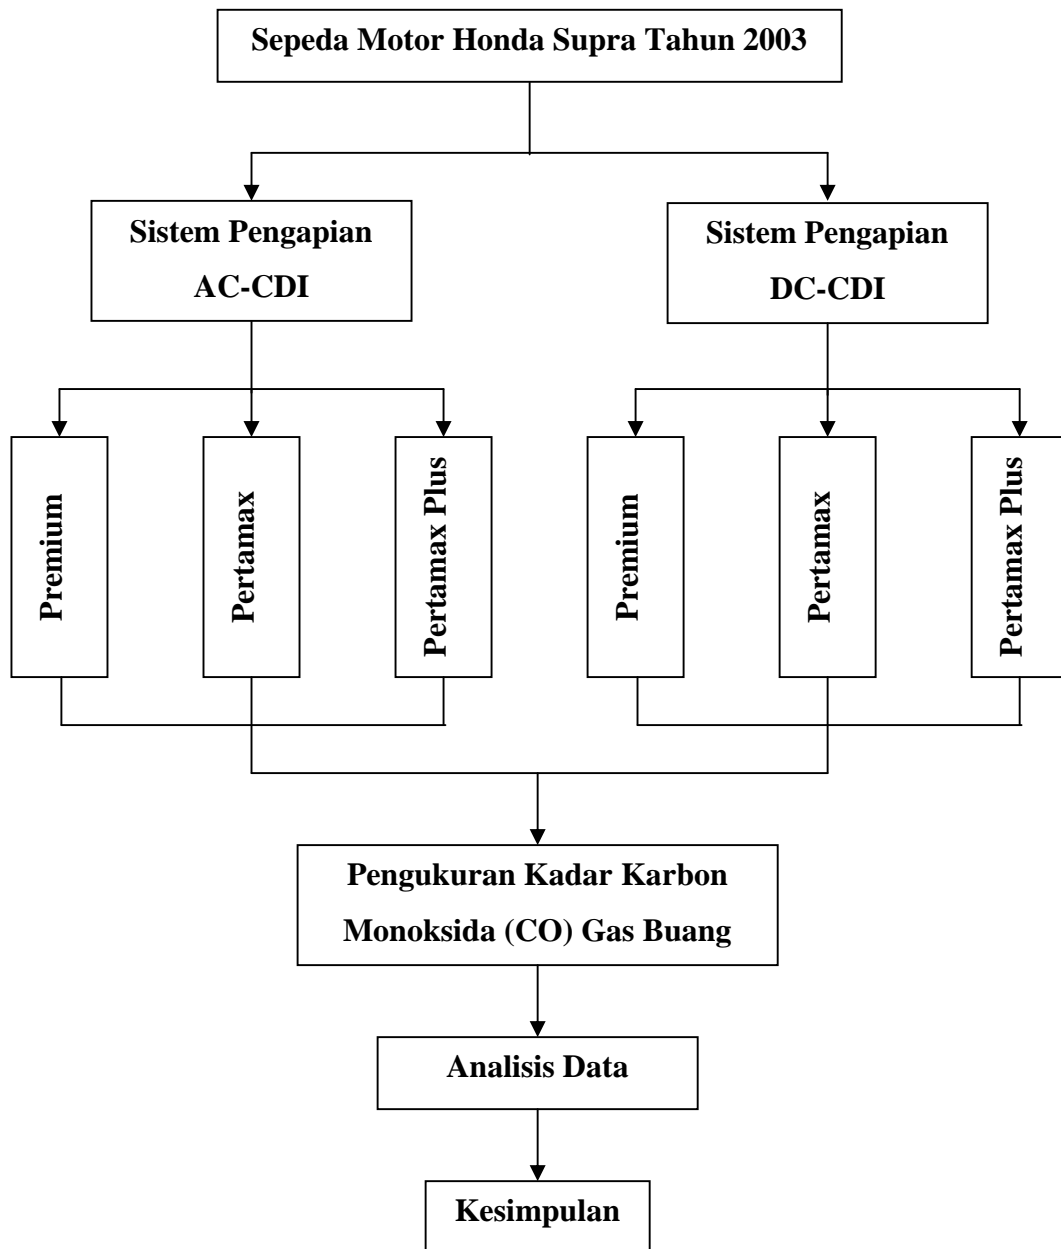 Sepeda Motor Honda Supra Tahun 2003
Sistem Pengapian
AC-CDI
Sistem Pengapian
DC-CDI
Premium
Pertamax
Pertamax Plus
Premium
Pertamax
Pertamax Plus
Pengukuran Kadar Karbon
Monoksida (CO) Gas Buang
Analisis Data
Kesimpulan